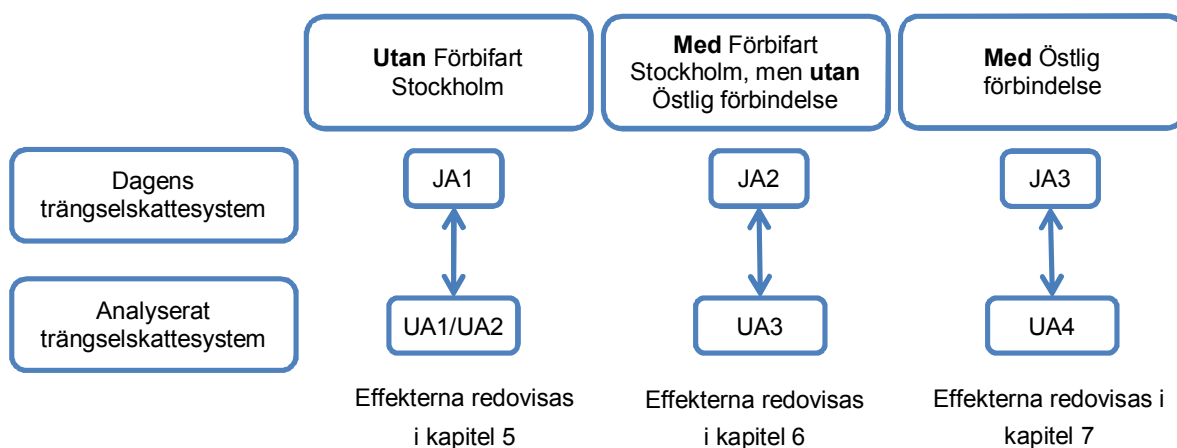 Utan Förbifart
Stockholm
Med Förbifart
Stockholm, men utan
Östlig förbindelse
Med Östlig
förbindelse
Dagens
trängselskattesystem
JA1
JA2
JA3
Analyserat
trängselskattesystem
UA1/UA2
UA3
UA4
Effekterna redovisas
i kapitel 5
Effekterna redovisas
i kapitel 6
Effekterna redovisas i
kapitel 7